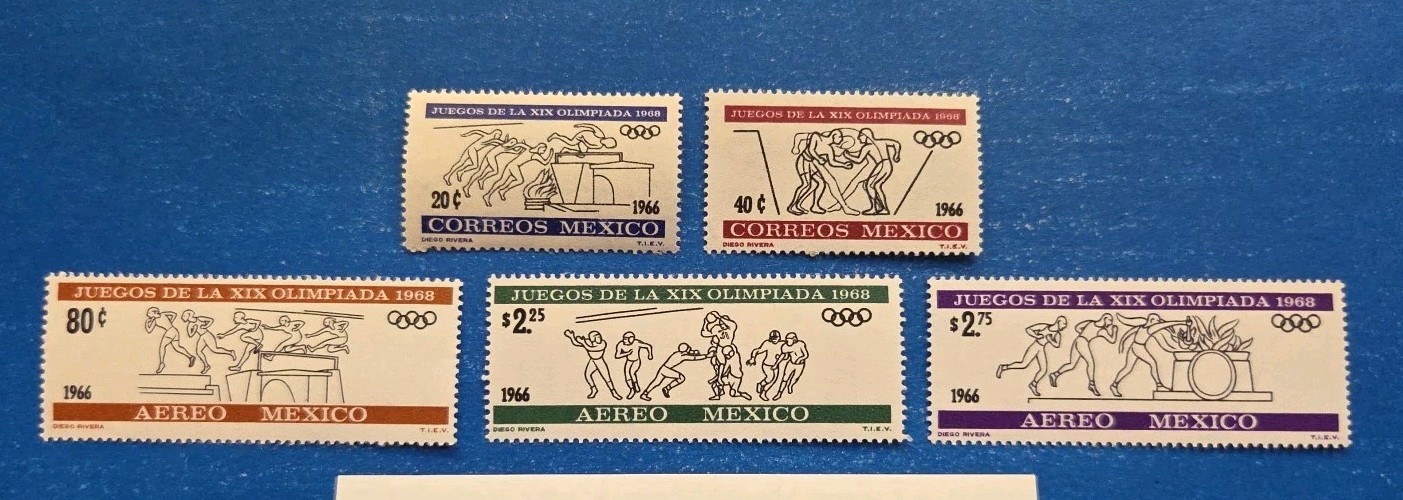 JUEGOS DE LA XIX OLIMPIADA 1968
20 ¢
1966
CORREOS MEXICO
DIEGO RIVERA T.I.E.V.
JUEGOS DE LA XIX OLIMPIADA 1968
40 ¢
1966
CORREOS MEXICO
DIEGO RIVERA T.I.E.V.
JUEGOS DE LA XIX OLIMPIADA 1968
80 ¢
1966
AEREO MEXICO
DIEGO RIVERA T.I.E.V.
JUEGOS DE LA XIX OLIMPIADA 1968
$2.25
1966
AEREO MEXICO
DIEGO RIVERA T.I.E.V.
JUEGOS DE LA XIX OLIMPIADA 1968
$2.75
1966
AEREO MEXICO
DIEGO RIVERA T.I.E.V.